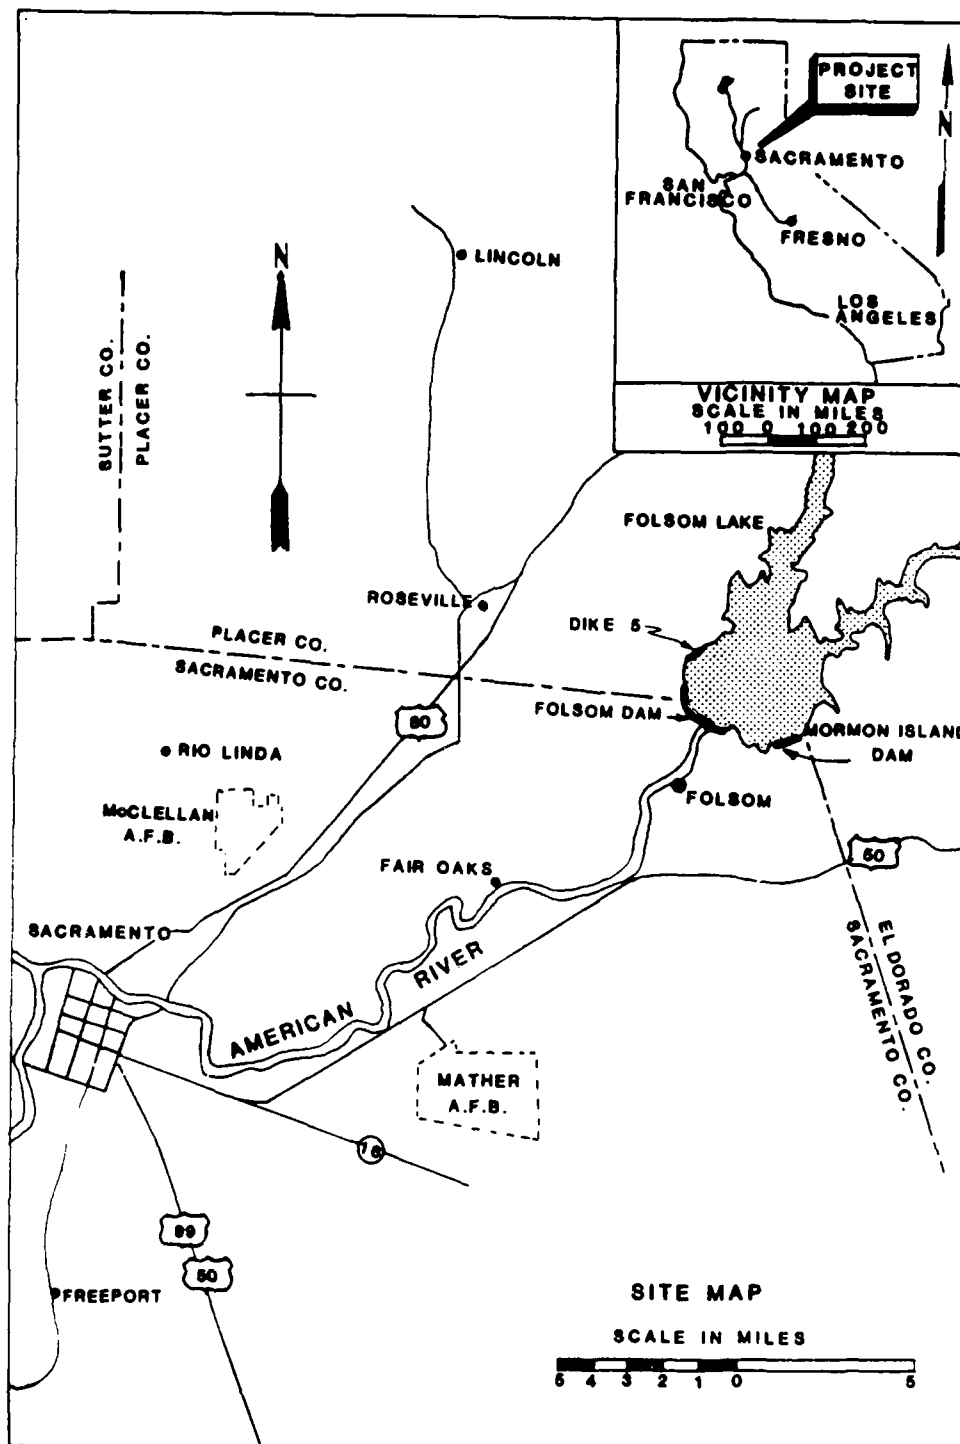 PROJECT
SITE
N
SACRAMENTO
SAN
FRANCISCO
FRESNO
LOS
ANGELES
VICINITY MAP
SCALE IN MILES
100 0 100 200
N
LINCOLN
SUTTER CO.
PLACER CO.
FOLSOM LAKE
ROSEVILLE
DIKE 5
PLACER CO.
SACRAMENTO CO.
FOLSOM DAM
80
MORMON ISLAND
DAM
RIO LINDA
FOLSOM
McCLELLAN
A.F.B.
50
FAIR OAKS
SACRAMENTO
AMERICAN RIVER
EL DORADO CO.
SACRAMENTO CO.
MATHER
A.F.B.
16
99
50
FREEPORT
SITE MAP
SCALE IN MILES
5 4 3 2 1 0 5